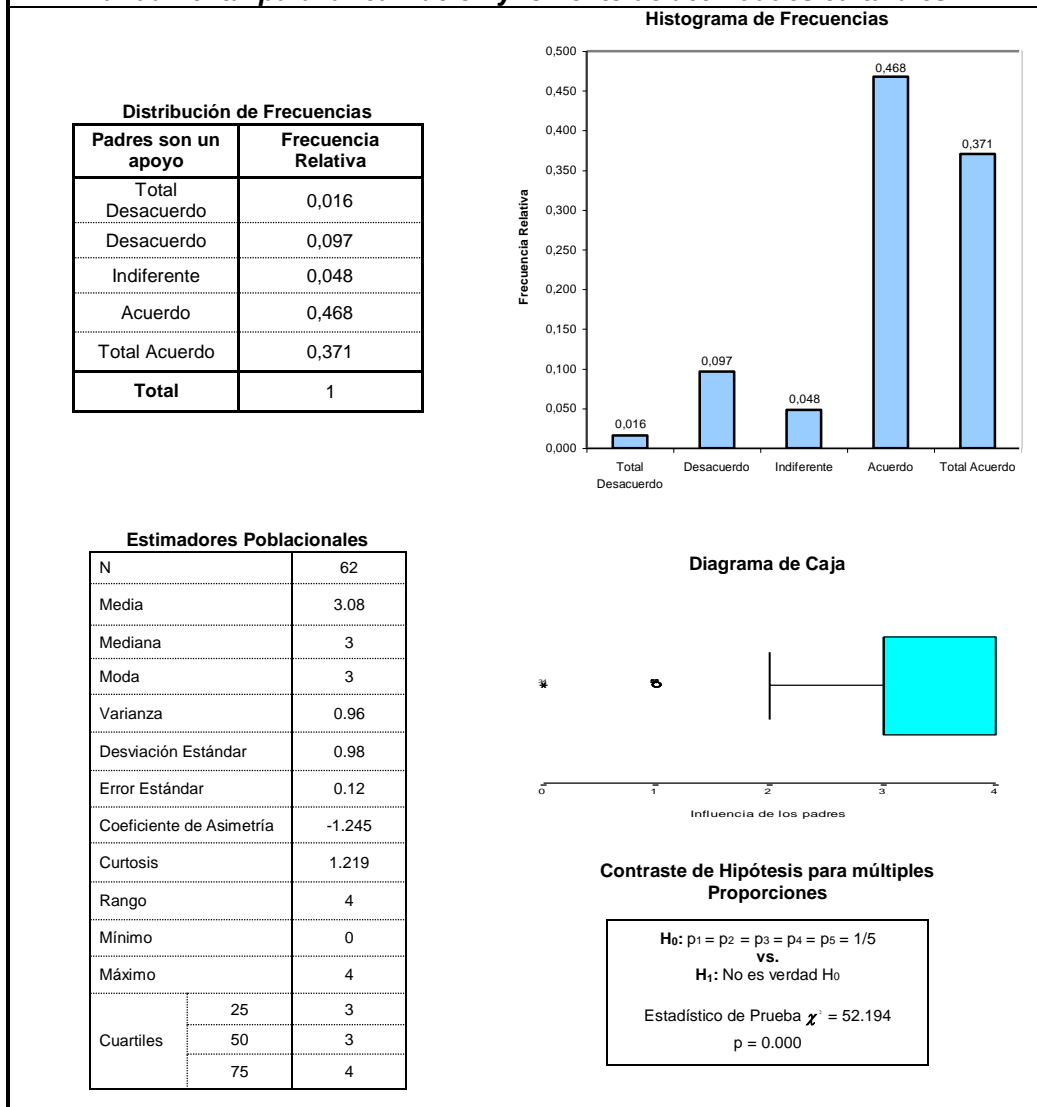 Histograma de Frecuencias
Distribución de Frecuencias
Padres son un apoyo Frecuencia Relativa
Total Desacuerdo 0,016
Desacuerdo 0,097
Indiferente 0,048
Acuerdo 0,468
Total Acuerdo 0,371
Total 1
0,500
0,450
0,400
0,350
0,300
0,250
0,200
0,150
0,100
0,050
0,000
Frecuencia Relativa
0,016
0,097
0,048
0,468
0,371
Total Desacuerdo
Desacuerdo
Indiferente
Acuerdo
Total Acuerdo
Estimadores Poblacionales
N 62
Media 3.08
Mediana 3
Moda 3
Varianza 0.96
Desviación Estándar 0.98
Error Estándar 0.12
Coeficiente de Asimetría -1.245
Curtosis 1.219
Rango 4
Mínimo 0
Máximo 4
Cuartiles
25 3
50 3
75 4
Diagrama de Caja
0 1 2 3 4
Influencia de los padres
Contraste de Hipótesis para múltiples
Proporciones
H₀: p1 = p2 = p3 = p4 = p5 = 1/5
vs.
H₁: No es verdad H0
Estadístico de Prueba χ² = 52.194
p = 0.000